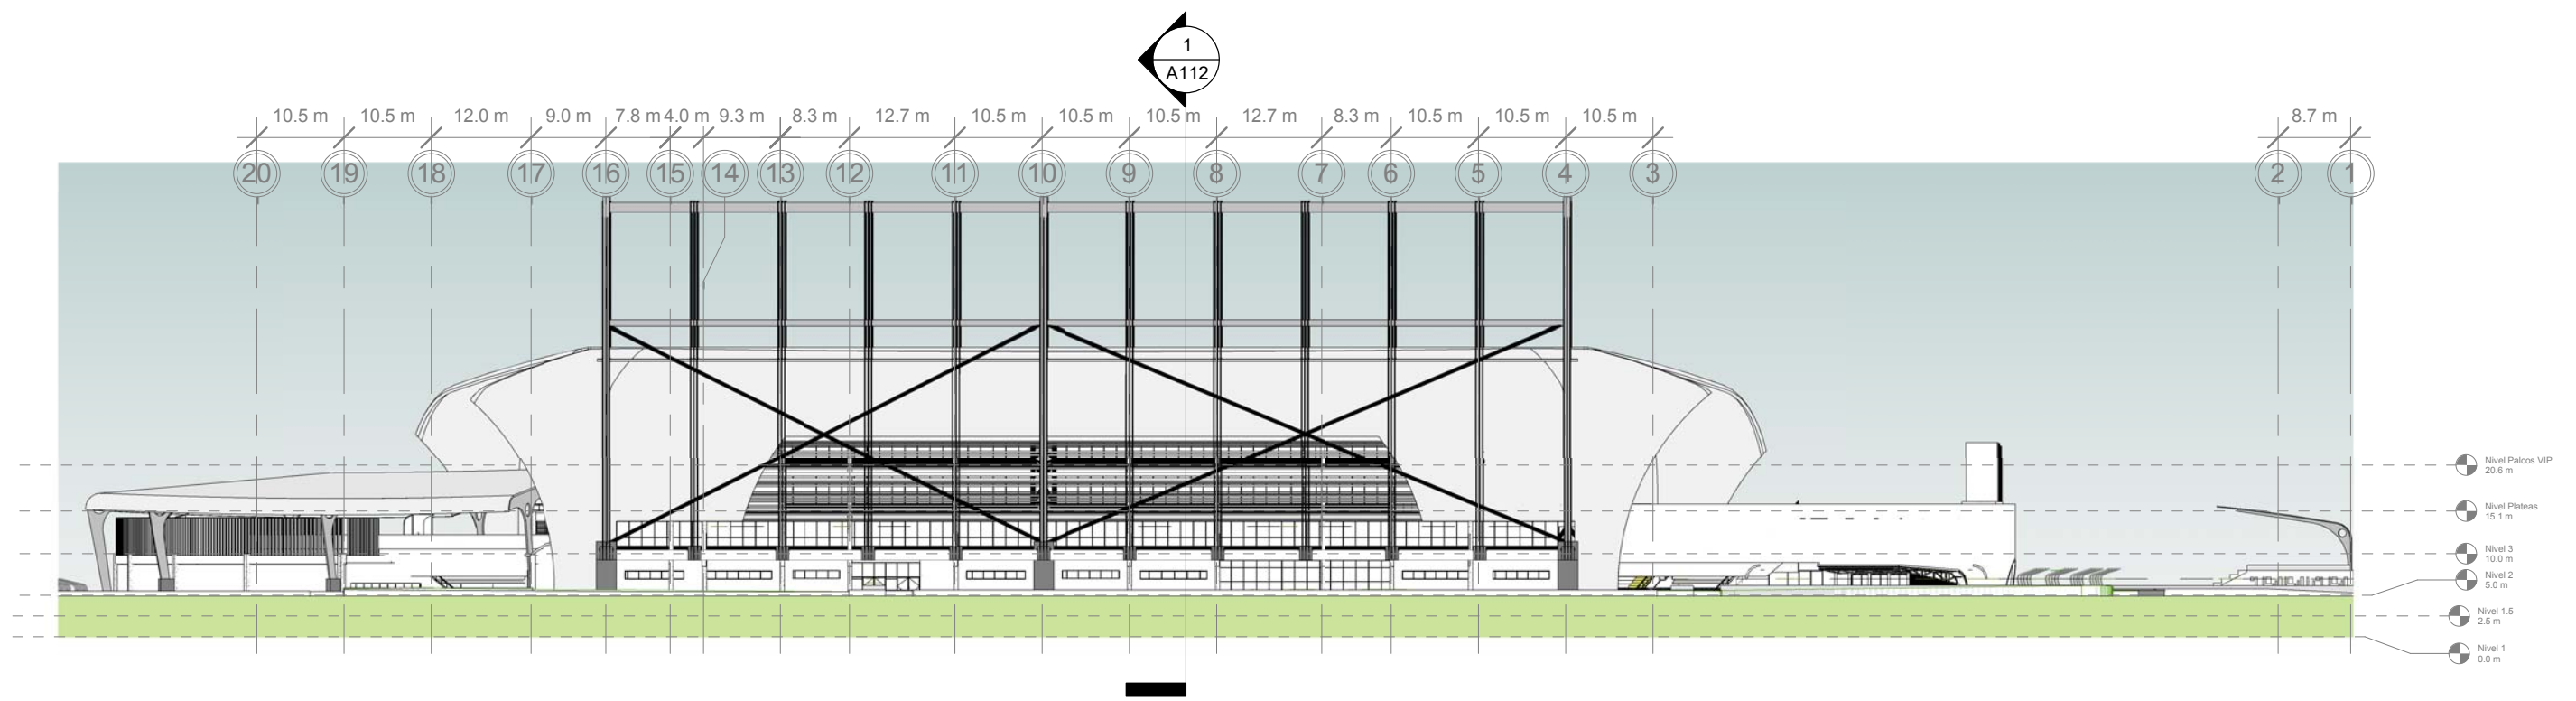 1
A112
10.5 m 10.5 m 12.0 m 9.0 m 7.8 m 4.0 m 9.3 m 8.3 m 12.7 m 10.5 m 10.5 m 10.5 m 12.7 m 8.3 m 10.5 m 10.5 m 10.5 m 8.7 m
20 19 18 17 16 15 14 13 12 11 10 9 8 7 6 5 4 3 2 1
Nivel Palcos VIP
20.6 m
Nivel Plateas
15.1 m
Nivel 3
10.0 m
Nivel 2
5.0 m
Nivel 1.5
2.5 m
Nivel 1
0.0 m